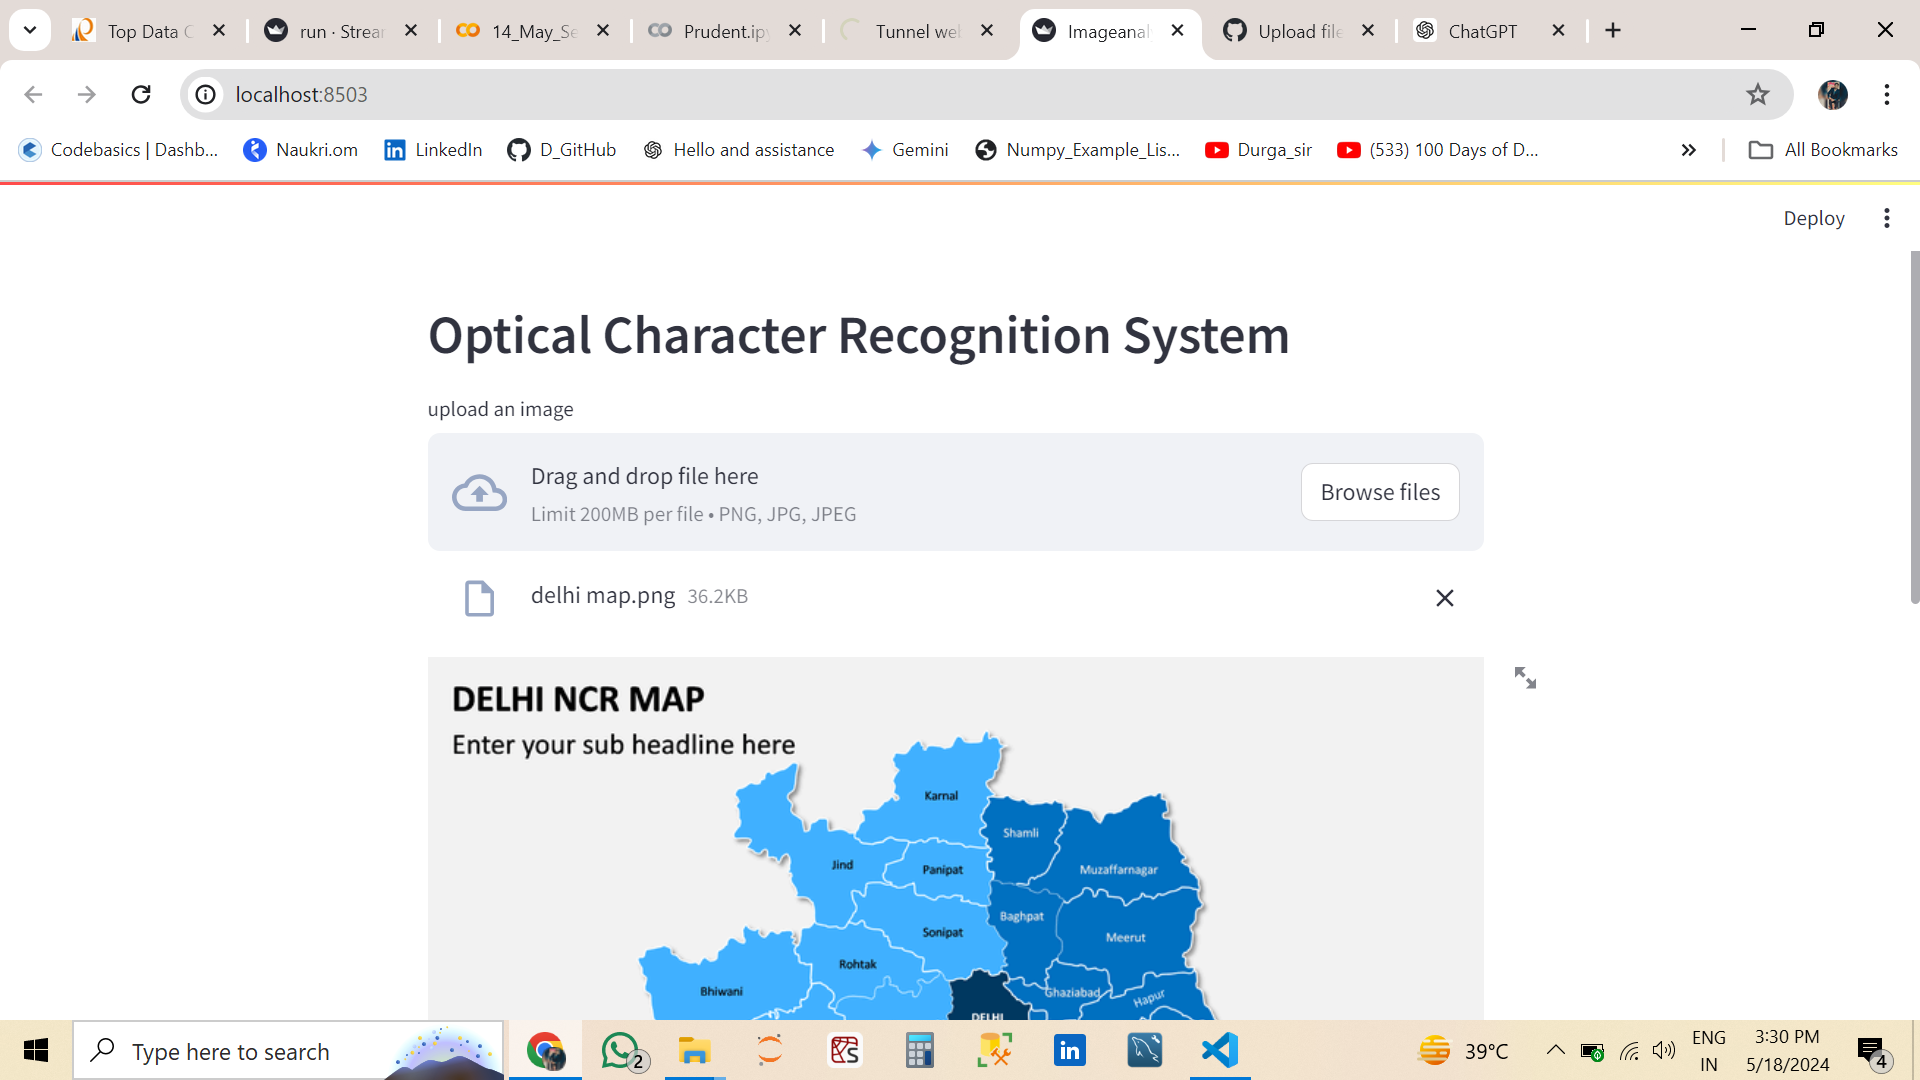 Top Data C
run · Strear
14_May_Se
Prudent.ipy
Tunnel web
Imageanal
Upload file
ChatGPT
localhost:8503
Codebasics | Dashb...
Naukri.om
LinkedIn
D_GitHub
Hello and assistance
Gemini
Numpy_Example_Lis...
Durga_sir
(533) 100 Days of D...
All Bookmarks
Deploy
Optical Character Recognition System
upload an image
Drag and drop file here
Limit 200MB per file • PNG, JPG, JPEG
Browse files
delhi map.png 36.2KB
DELHI NCR MAP
Enter your sub headline here
Karnal
Shamli
Jind
Panipat
Muzaffarnagar
Baghpat
Sonipat
Meerut
Rohtak
Bhiwani
Ghaziabad
Hapur
DELHI
Type here to search
2
39°C
ENG
IN
3:30 PM
5/18/2024
4